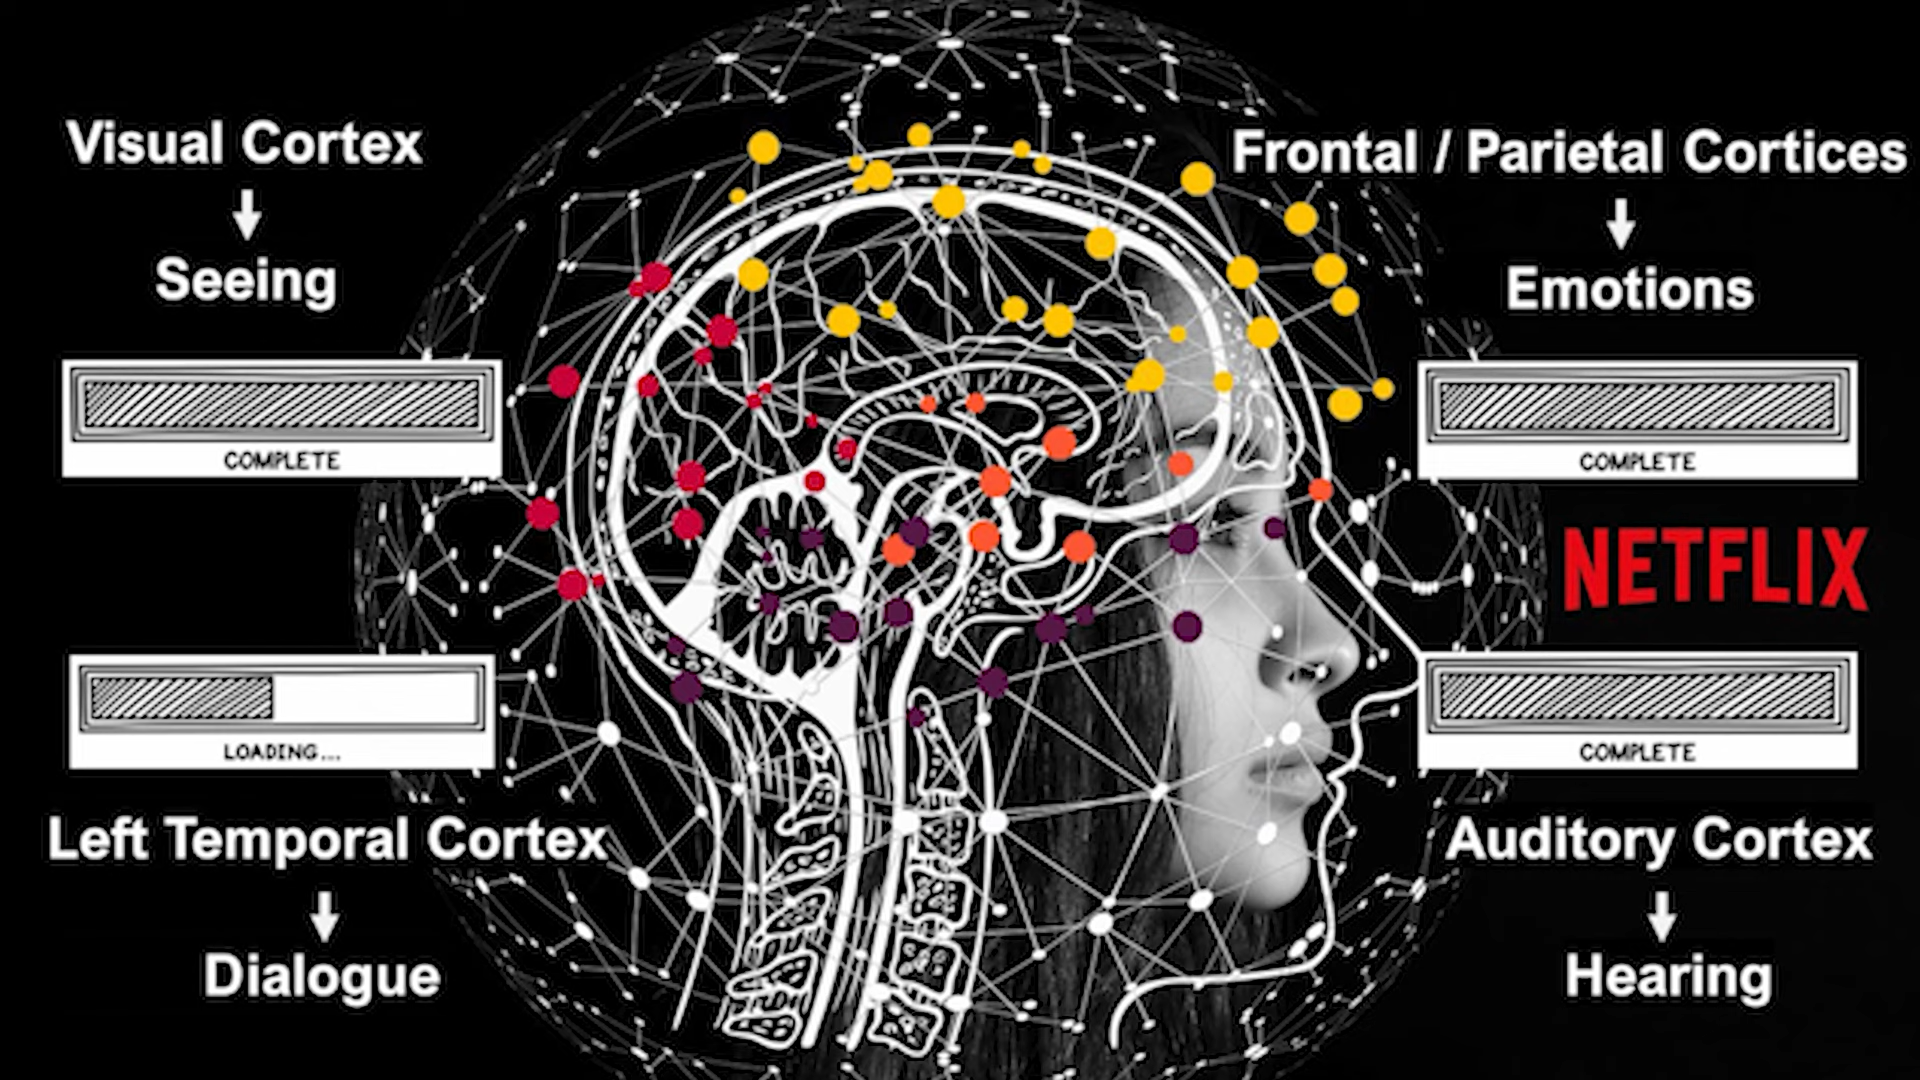 Visual Cortex
Seeing
COMPLETE
LOADING...
Left Temporal Cortex
Dialogue
Frontal / Parietal Cortices
Emotions
COMPLETE
NETFLIX
COMPLETE
Auditory Cortex
Hearing